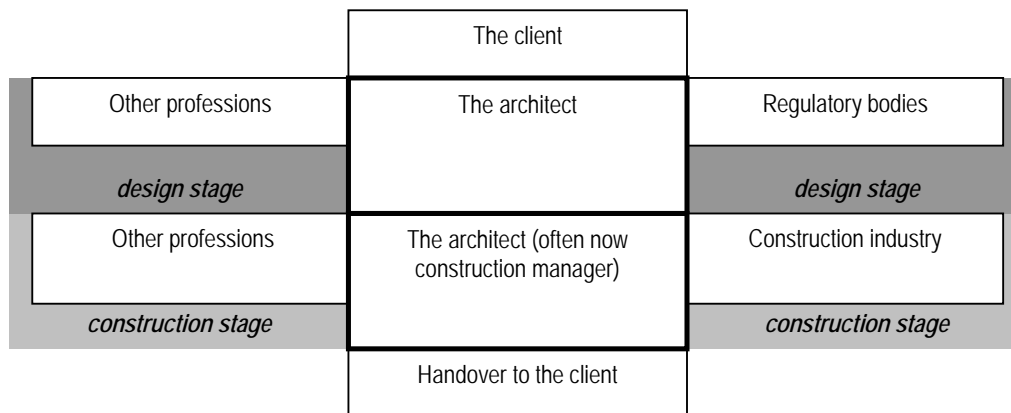 The client
Other professions
The architect
Regulatory bodies
design stage
design stage
Other professions
The architect (often now
construction manager)
Construction industry
construction stage
construction stage
Handover to the client